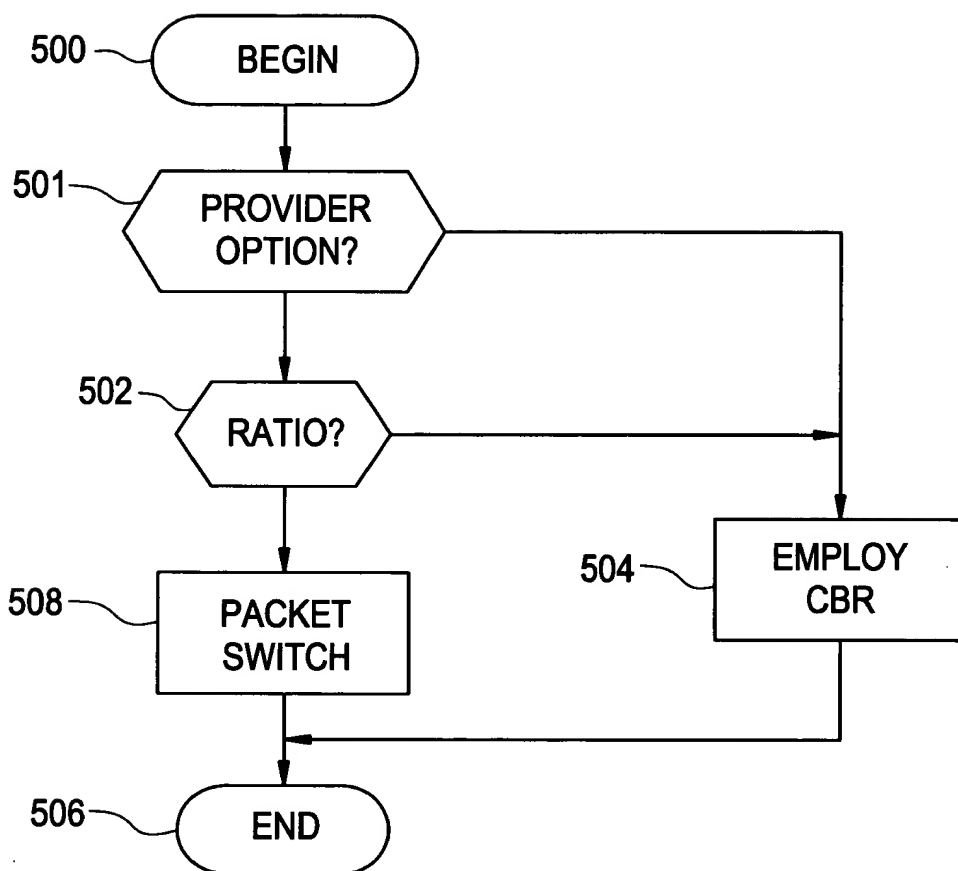 500
BEGIN
501
PROVIDER
OPTION?
502
RATIO?
504
EMPLOY
CBR
508
PACKET
SWITCH
506
END